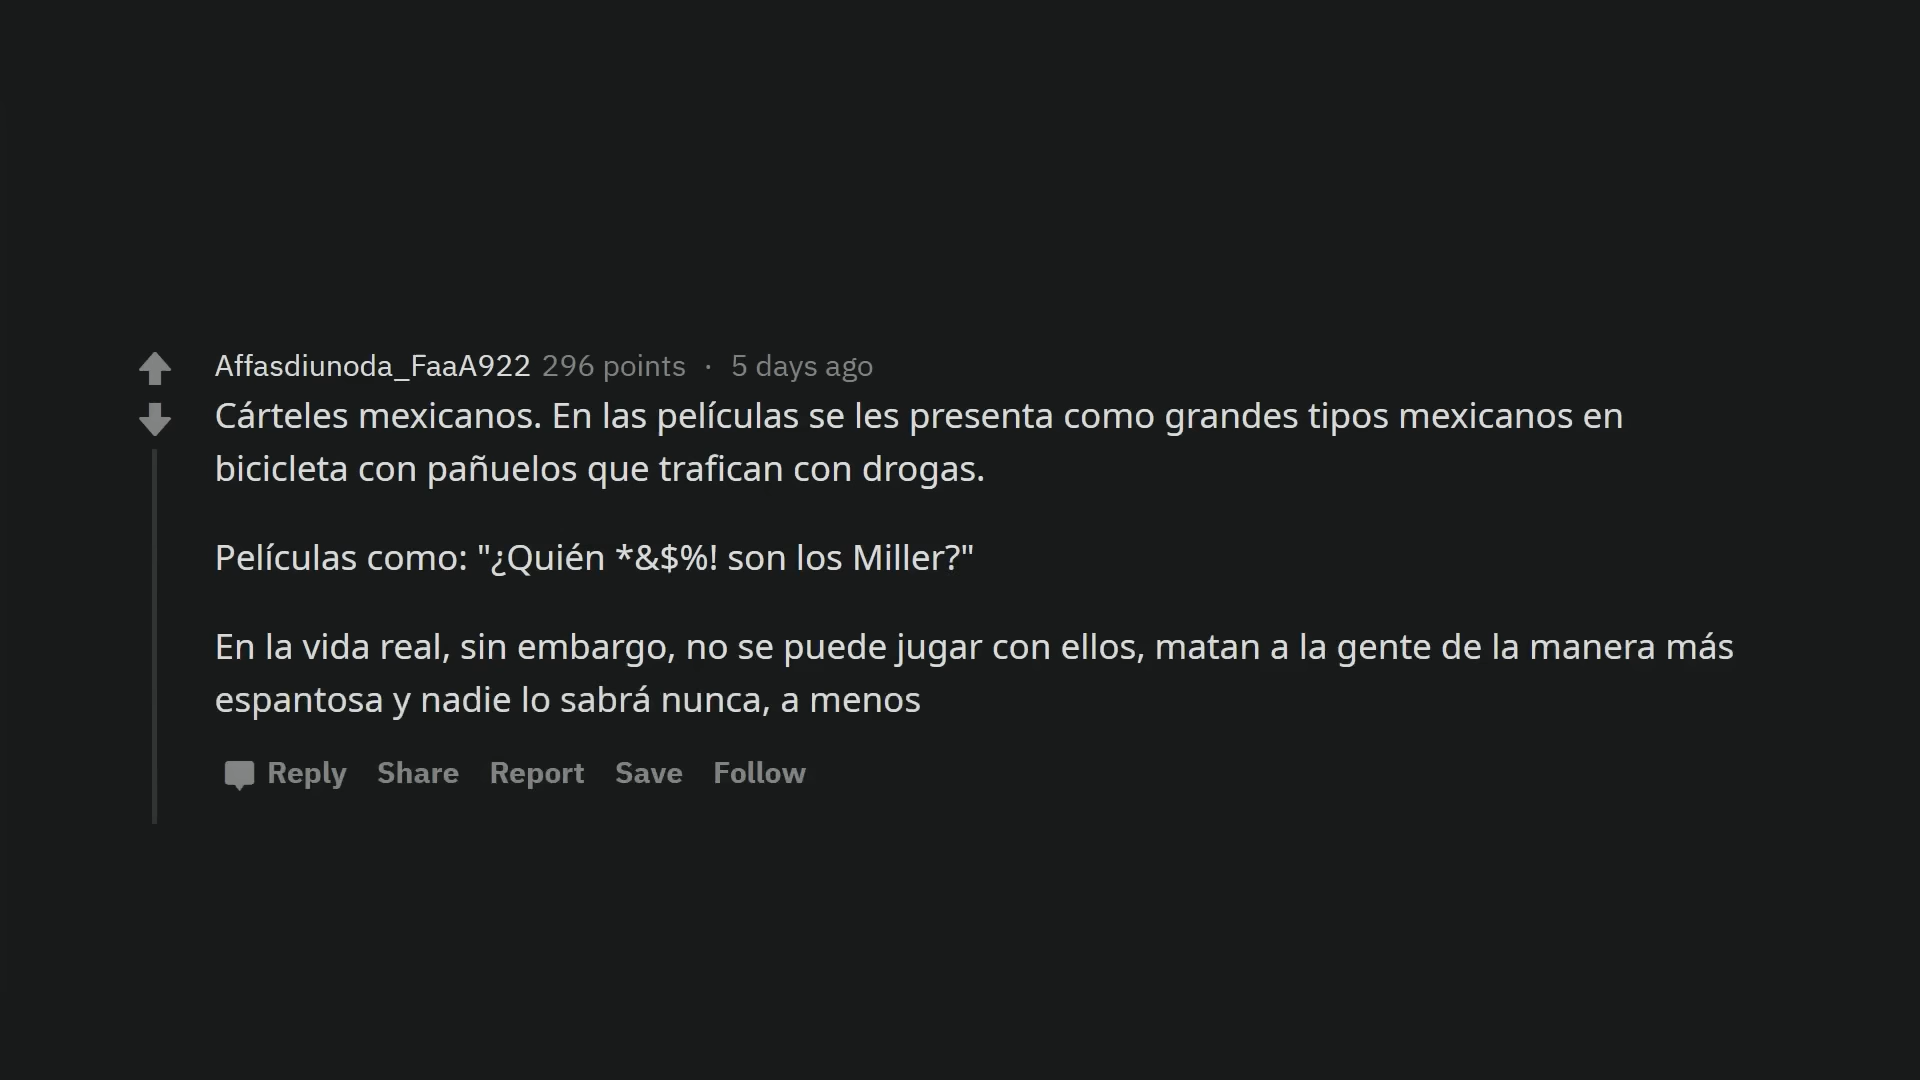 Affasdiunoda_FaaA922 296 points · 5 days ago
Cárteles mexicanos. En las películas se les presenta como grandes tipos mexicanos en
bicicleta con pañuelos que trafican con drogas.
Películas como: "¿Quién *&$%! son los Miller?"
En la vida real, sin embargo, no se puede jugar con ellos, matan a la gente de la manera más
espantosa y nadie lo sabrá nunca, a menos
Reply Share Report Save Follow